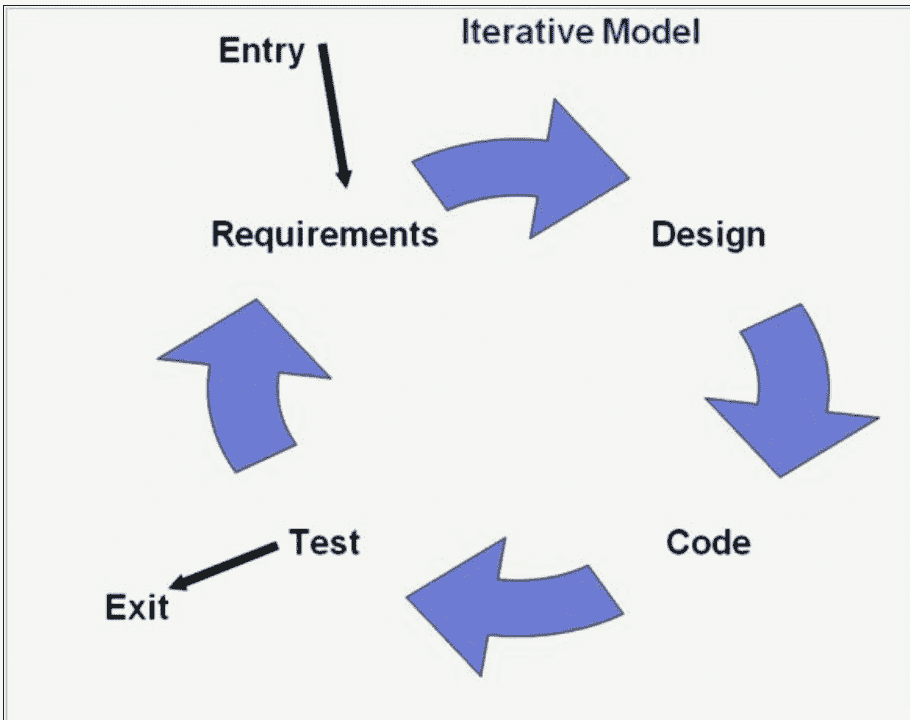 Iterative Model
Entry
Requirements
Design
Test
Code
Exit